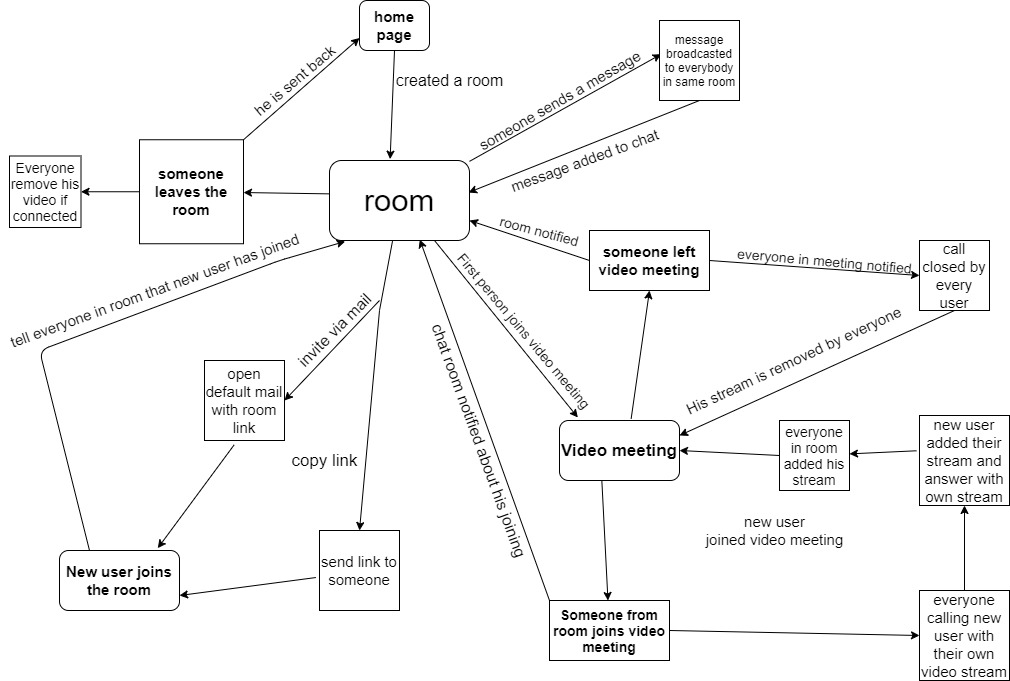 home
page
he is sent back
created a room
someone sends a message
message
broadcasted
to everybody
in same room
message added to chat
Everyone
remove his
video if
connected
someone
leaves the
room
room
room notified
someone left
video meeting
everyone in meeting notified
call
closed by
every
user
tell everyone in room that new user has joined
First person joins video meeting
invite via mail
chat room notified about his joining
His stream is removed by everyone
open
default mail
with room
link
copy link
Video meeting
everyone
in room
added his
stream
new user
added their
stream and
answer with
own stream
new user
joined video meeting
New user joins
the room
send link to
someone
Someone from
room joins video
meeting
everyone
calling new
user with
their own
video stream